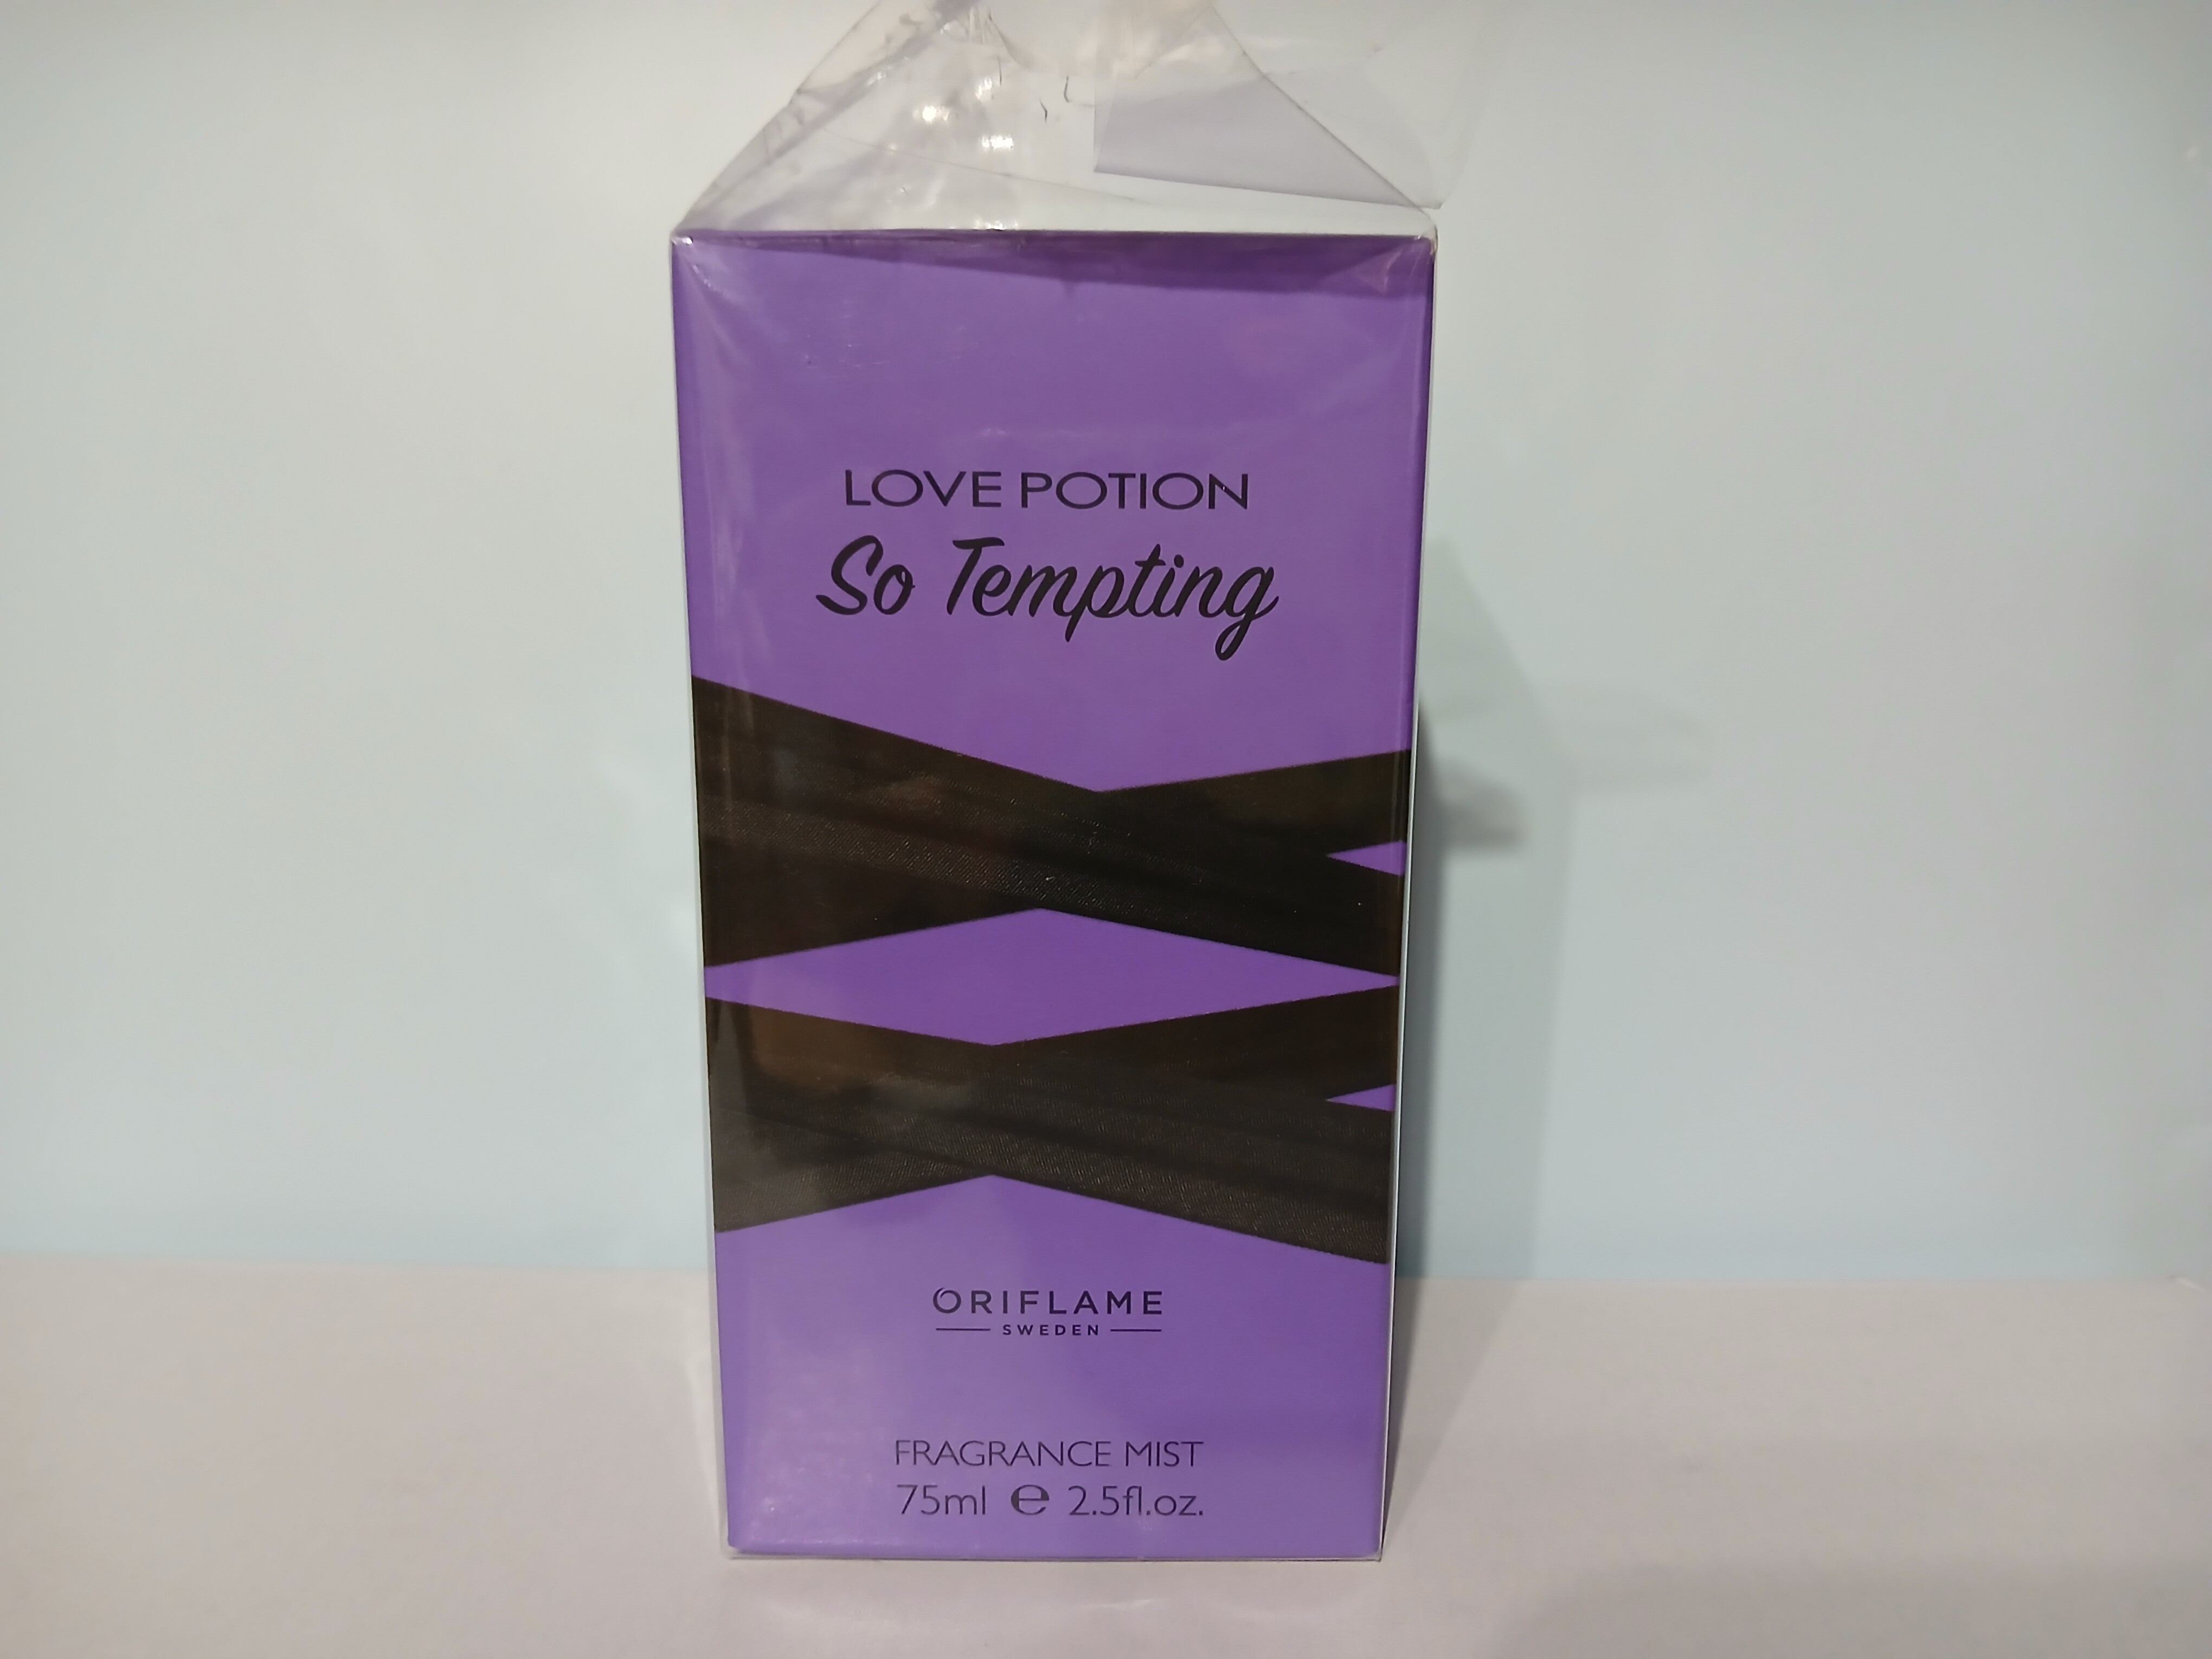 LOVE POTION
So Tempting
ORIFLAME
SWEDEN
FRAGRANCE MIST
75ml ℮ 2.5fl.oz.